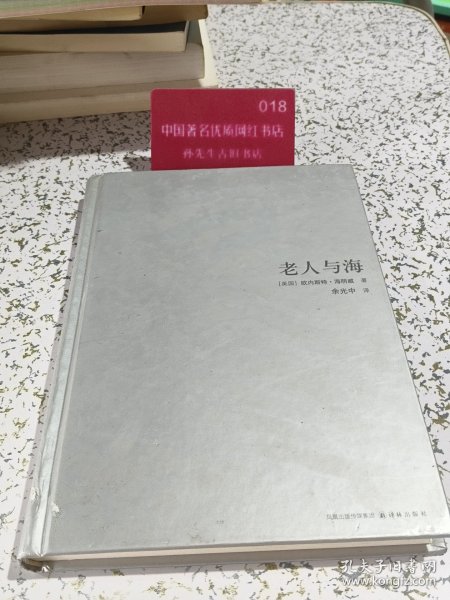 018
中国著名优质网红书店
孙先生古旧书店
老人与海
[美国] 欧内斯特·海明威 著
余光中 译
凤凰出版传媒集团 译林出版社
孔夫子旧书网
www.kongfz.com